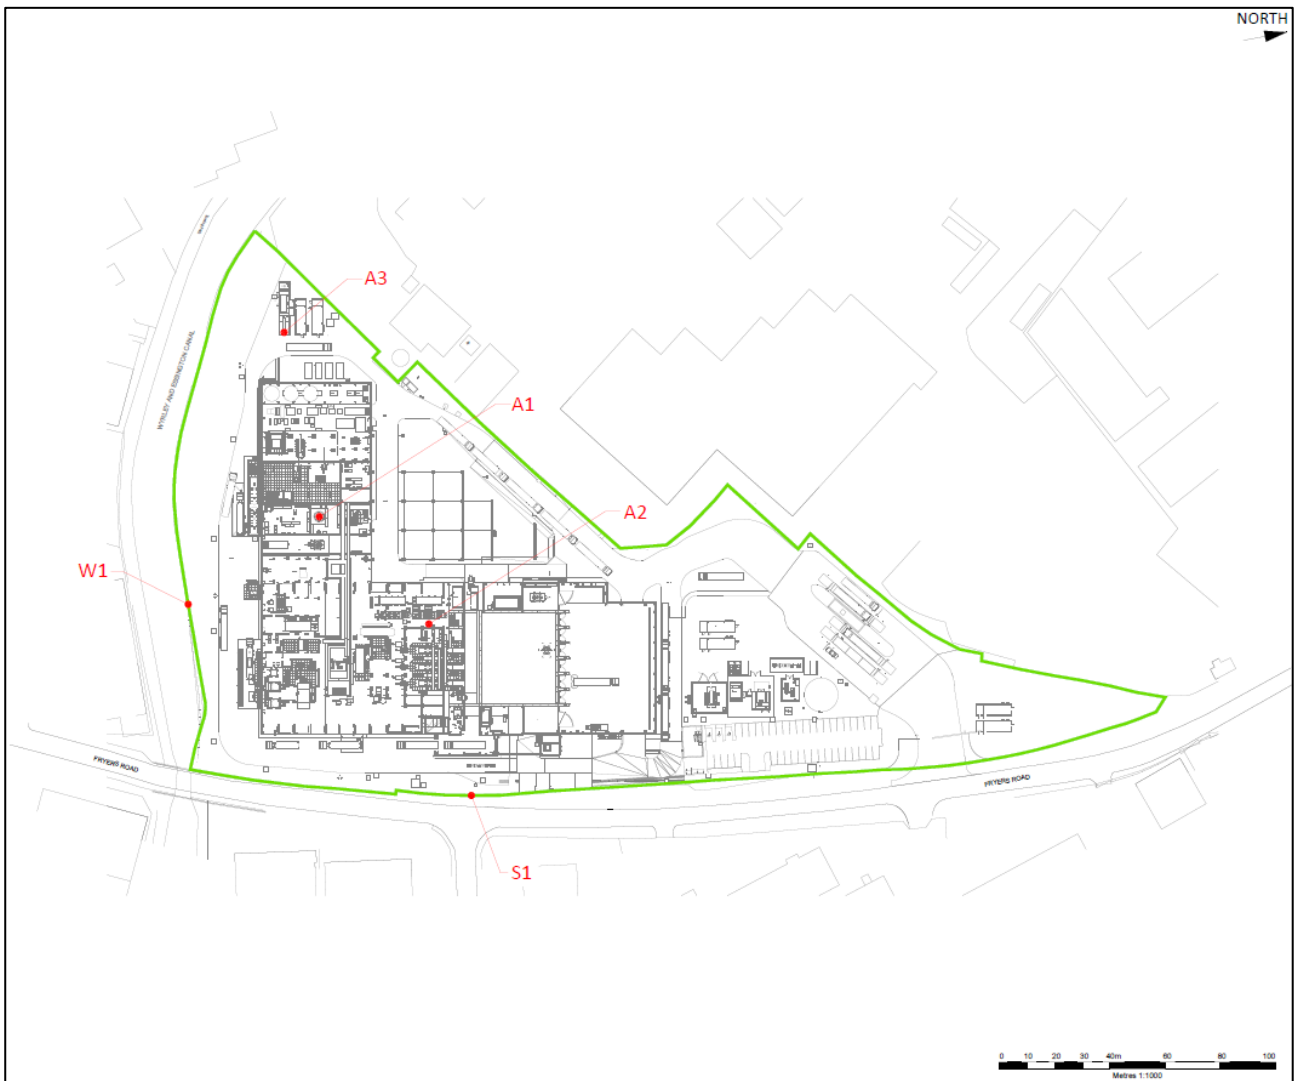 NORTH
A3
WYRLEY AND ESSINGTON CANAL
A1
A2
W1
FRYERS ROAD
FRYERS ROAD
S1
0 10 20 30 40m 60 80 100
Metres 1:1000